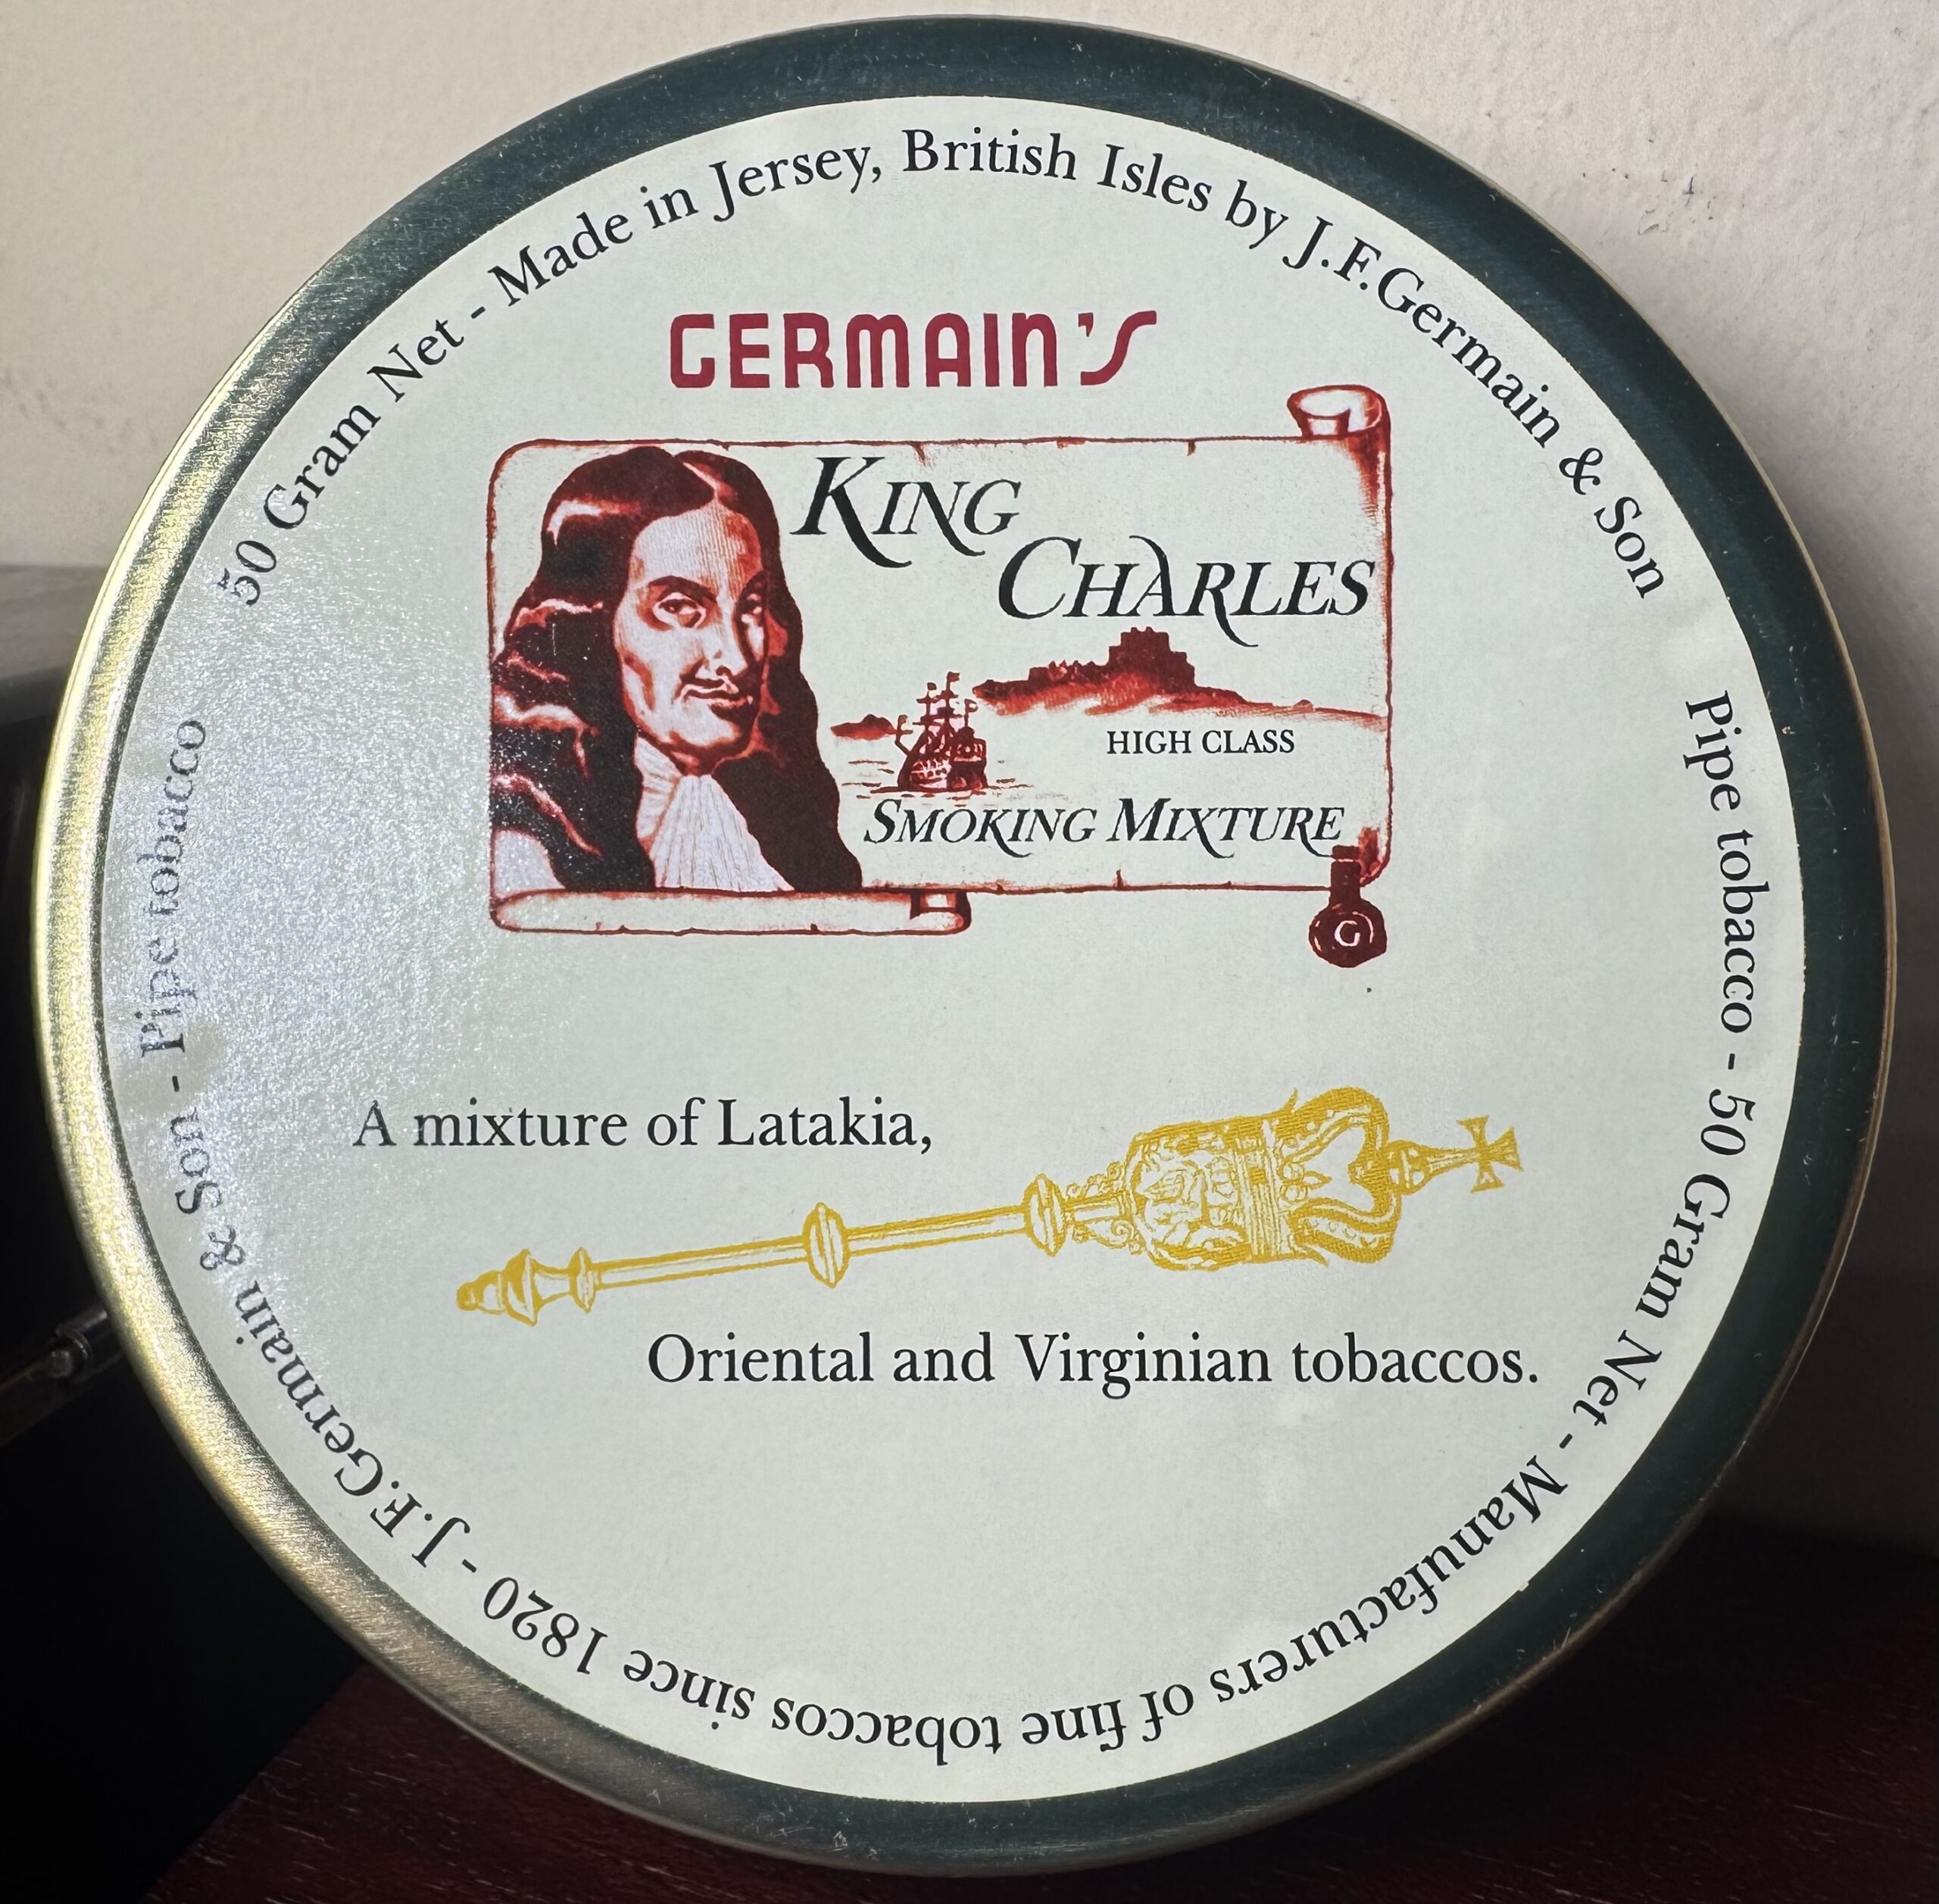 50 Gram Net - Made in Jersey, British Isles by J.F.Germain & Son
GERMAIN'S
KING
CHARLES
HIGH CLASS
SMOKING MIXTURE
G
A mixture of Latakia,
Oriental and Virginian tobaccos.
Pipe tobacco - 50 Gram Net - Manufacturers of fine tobaccos since 1820 - J.F.Germain & Son - Pipe tobacco